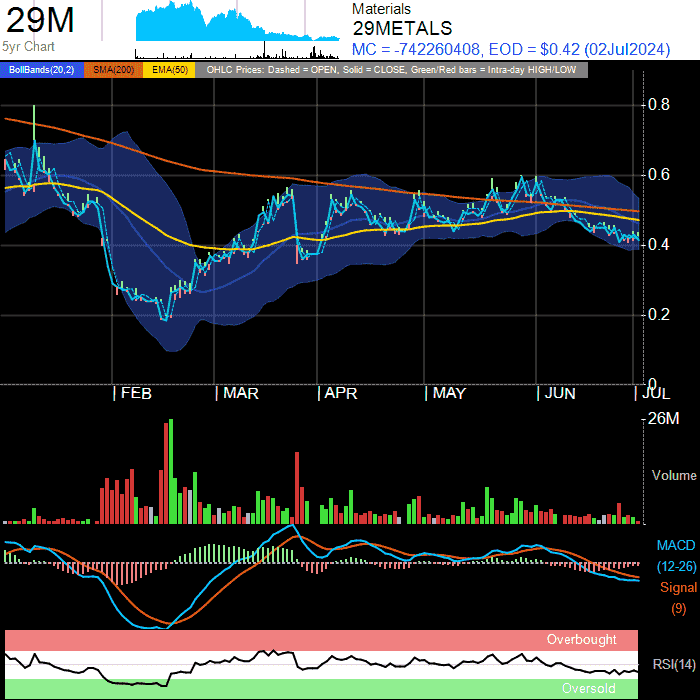 29M
5yr Chart
Materials
29METALS
MC = -742260408, EOD = $0.42 (02Jul2024)
BollBands(20,2) SMA(200) EMA(50) OHLC Prices: Dashed = OPEN, Solid = CLOSE, Green/Red bars = Intra-day HIGH/LOW
0.8
0.6
0.4
0.2
0
FEB MAR APR MAY JUN JUL
26M
Volume
MACD
(12-26)
Signal
(9)
Overbought
RSI(14)
Oversold